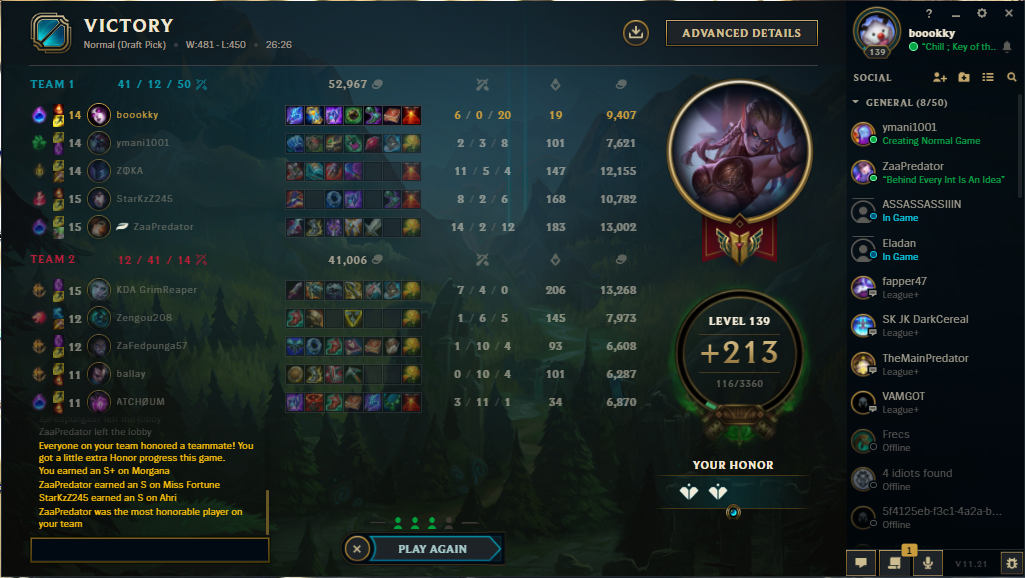 VICTORY
Normal (Draft Pick) • W:481 - L:450 • 26:26
ADVANCED DETAILS
139
boookky
"Chill ; Key of th..
TEAM 1 41 / 12 / 50 52,967
14 boookky 6 / 0 / 20 19 9,407
14 ymani1001 2 / 3 / 8 101 7,621
14 ZØKA 11 / 5 / 4 147 12,155
15 StarKzZ245 8 / 2 / 6 168 10,782
15 ZaaPredator 14 / 2 / 12 183 13,002
TEAM 2 12 / 41 / 14 41,006
15 KDA GrimReaper 7 / 4 / 0 206 13,268
12 Zengou208 1 / 6 / 5 145 7,973
12 ZaFedpunga57 1 / 10 / 4 93 6,608
11 ballay 0 / 10 / 4 101 6,287
11 ATCHØUM 3 / 11 / 1 34 6,870
ZaaPredator left the lobby
Everyone on your team honored a teammate! You
got a little extra Honor progress this game.
You earned an S+ on Morgana
ZaaPredator earned an S on Miss Fortune
StarKzZ245 earned an S on Ahri
ZaaPredator was the most honorable player on
your team
PLAY AGAIN
LEVEL 139
+213
116/3360
YOUR HONOR
SOCIAL
GENERAL (8/50)
ymani1001
Creating Normal Game
ZaaPredator
"Behind Every Int Is An Idea"
ASSASSASSIIIN
In Game
Eladan
In Game
fapper47
League+
SK JK DarkCereal
League+
TheMainPredator
League+
VAMGOT
League+
Frecs
Offline
4 idiots found
Offline
5f4125eb-f3c1-4a2a-b...
Offline
1
V11.21